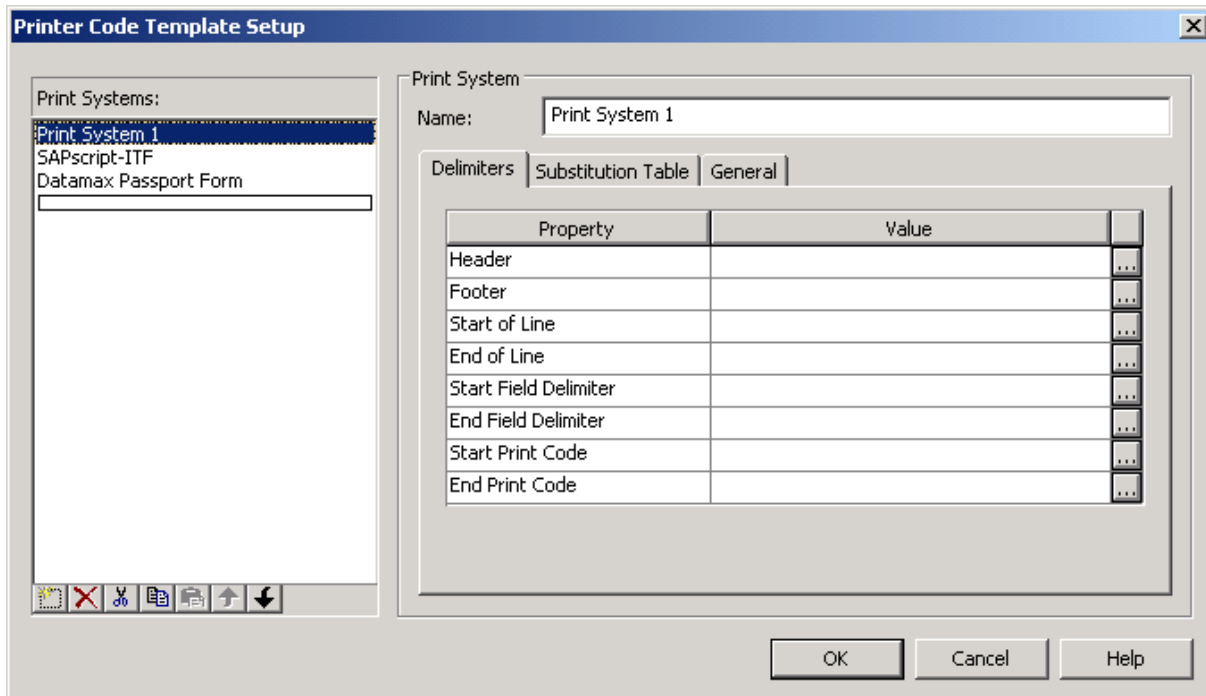 Printer Code Template Setup
Print Systems:
Print System 1
SAPscript-ITF
Datamax Passport Form
Print System
Name: Print System 1
Delimiters Substitution Table General
Property Value
Header ...
Footer ...
Start of Line ...
End of Line ...
Start Field Delimiter ...
End Field Delimiter ...
Start Print Code ...
End Print Code ...
OK Cancel Help